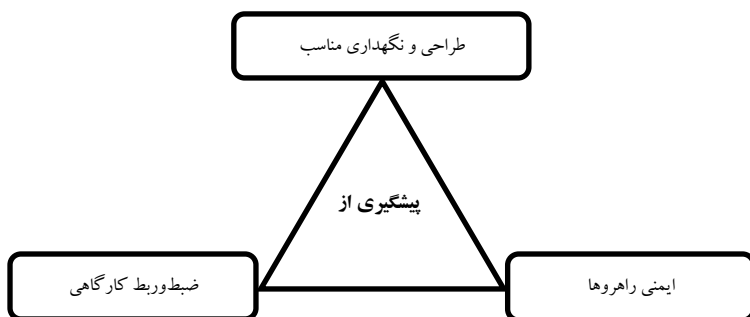 طراحی و نگهداری مناسب
پیشگیری از
ایمنی راهروها
ضبط‌وربط کارگاهی